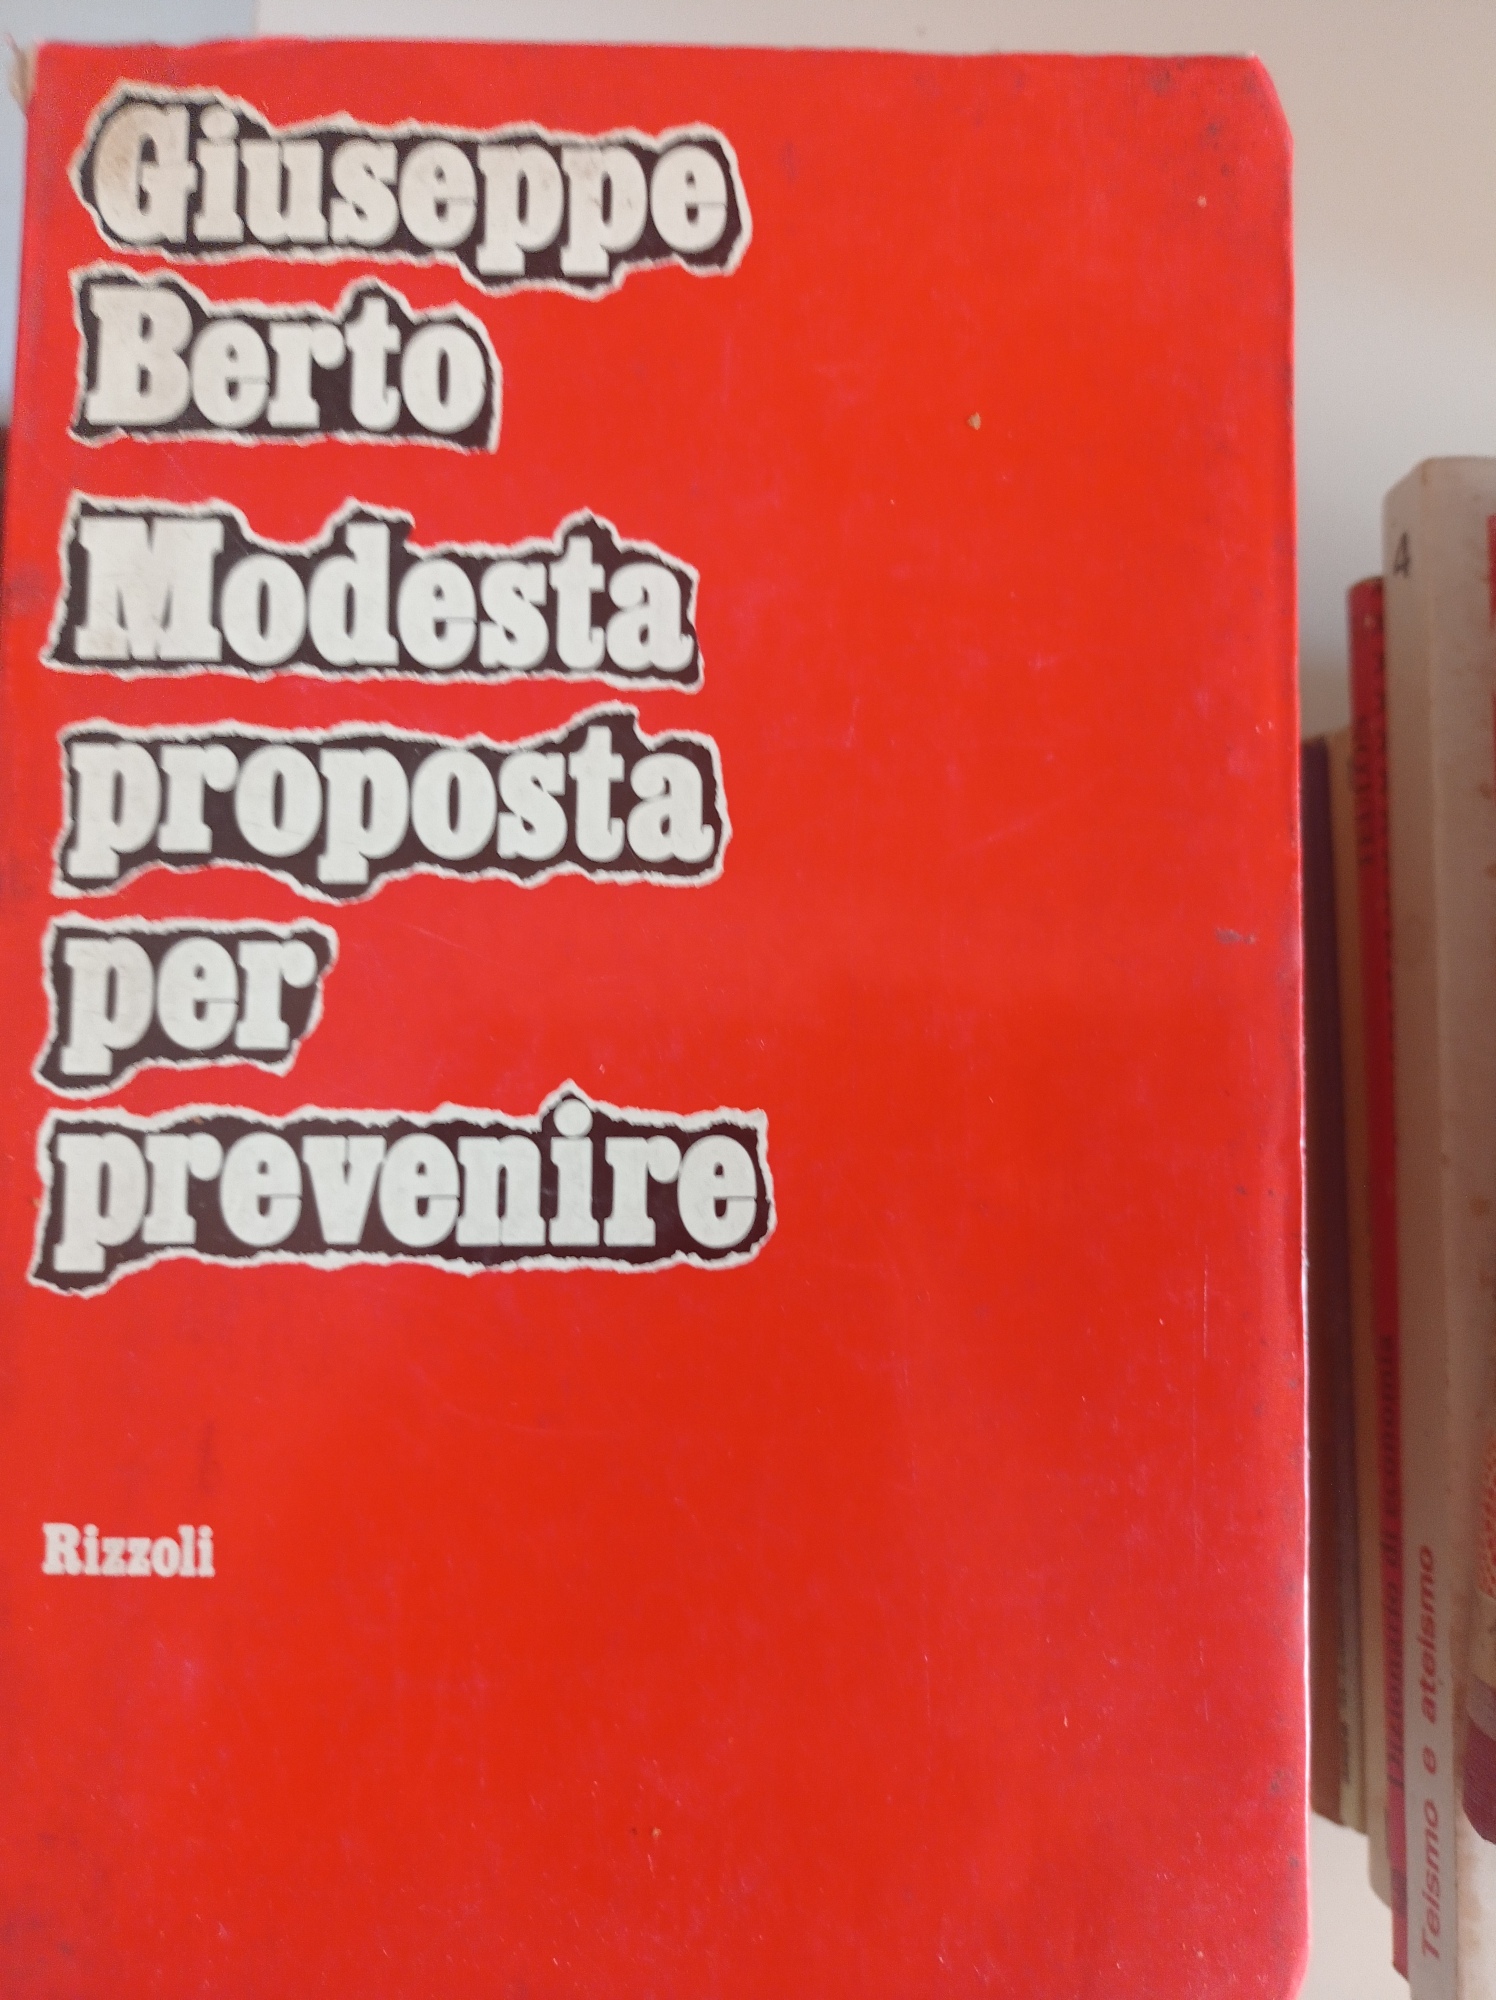 Giuseppe
Berto
Modesta
proposta
per
prevenire
Rizzoli
4
Teismo e ateismo